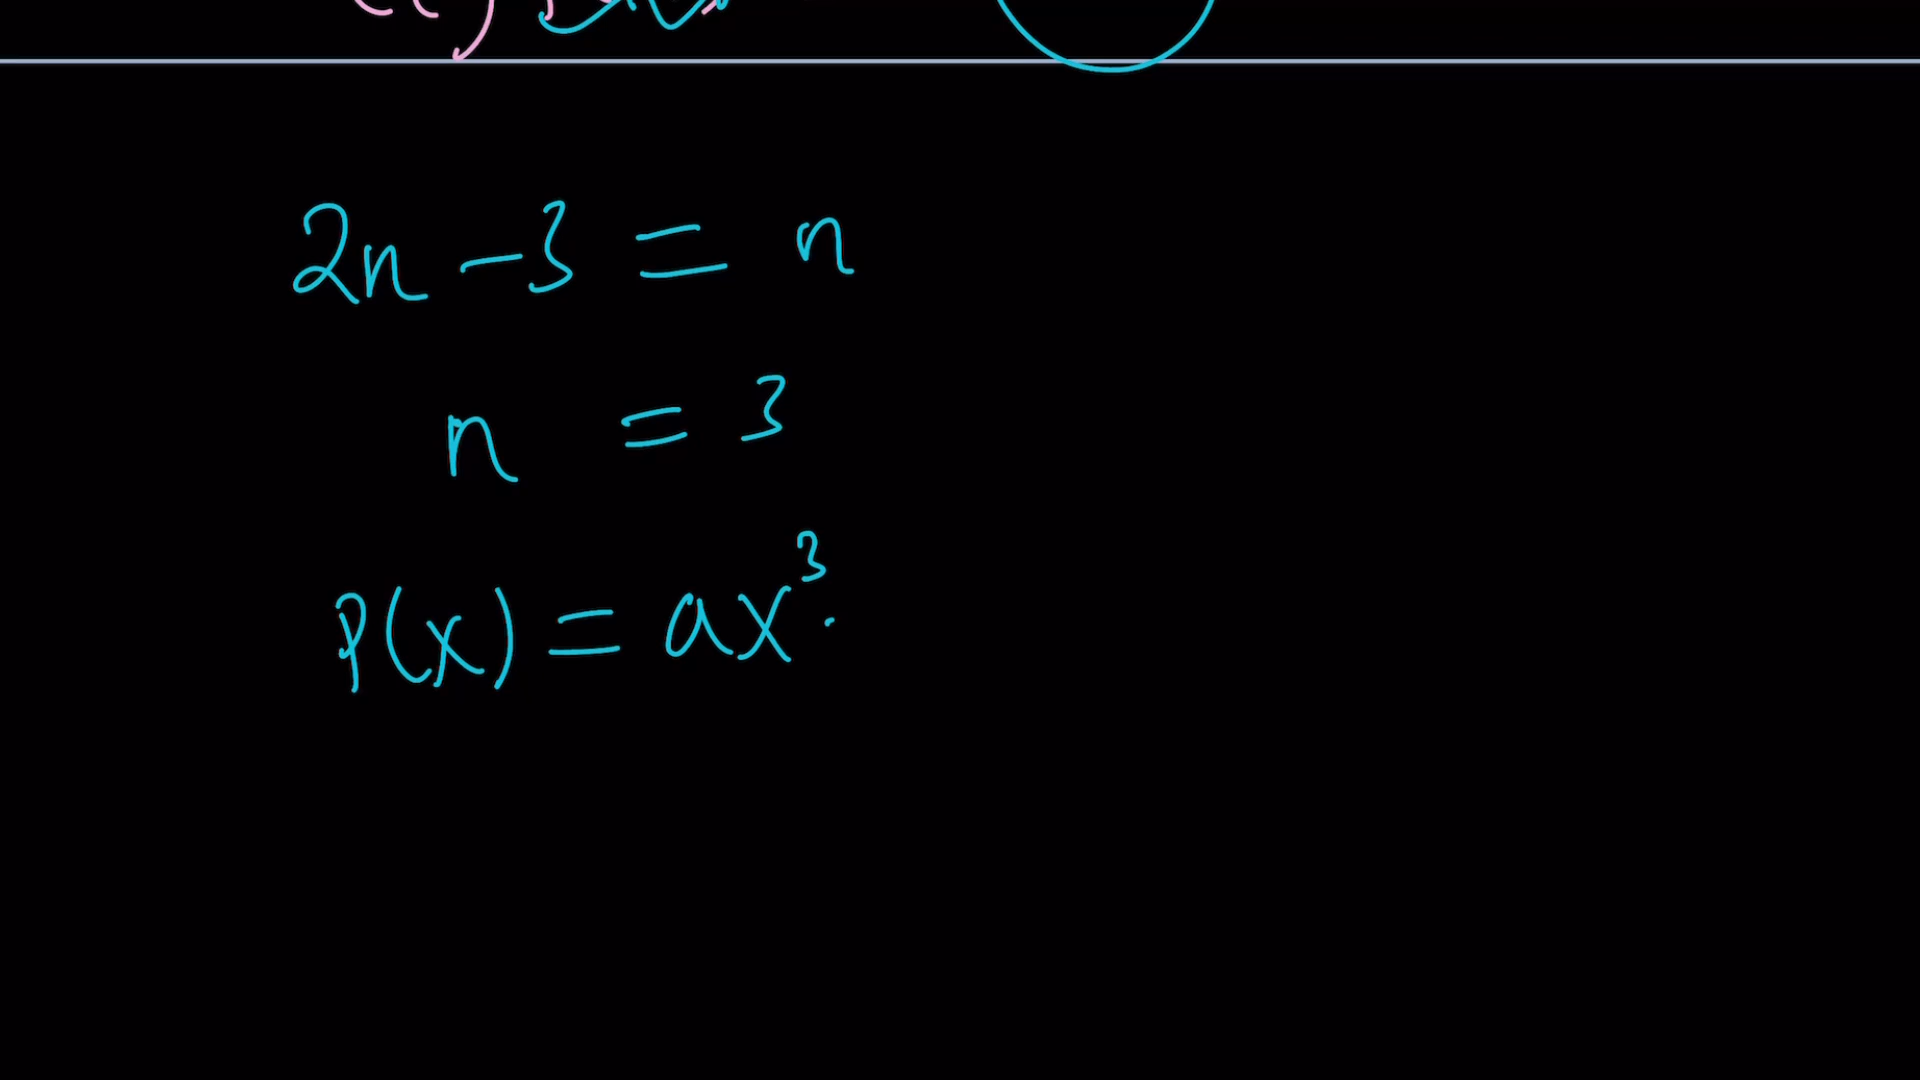 2n - 3 = n
n = 3
P(x) = ax³